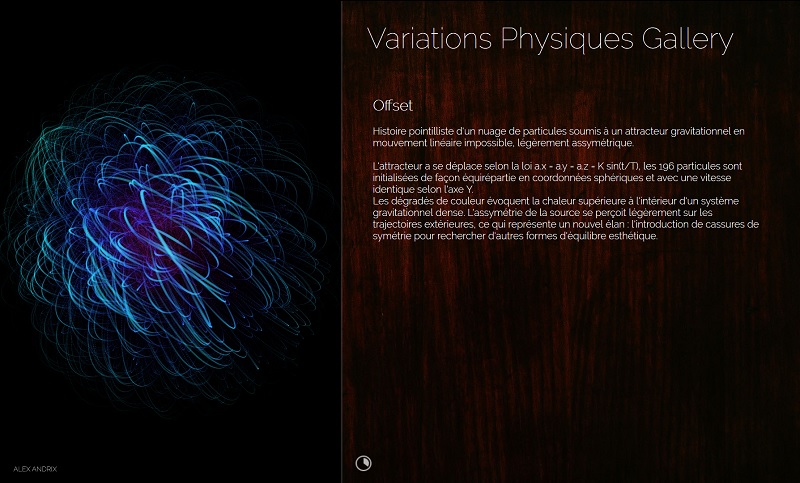 Variations Physiques Gallery
Offset
Histoire pointilliste d'un nuage de particules soumis à un attracteur gravitationnel en
mouvement linéaire impossible, légèrement assymétrique.
L'attracteur a se déplace selon la loi a.x = a.y = a.z = K sin(t/T), les 196 particules sont
initialisées de façon équirépartie en coordonnées sphériques et avec une vitesse
identique selon l'axe Y.
Les dégradés de couleur évoquent la chaleur supérieure à l'intérieur d'un système
gravitationnel dense. L'assymétrie de la source se perçoit légèrement sur les
trajectoires extérieures, ce qui représente un nouvel élan : l'introduction de cassures de
symétrie pour rechercher d'autres formes d'équilibre esthétique.
ALEX ANDRIX